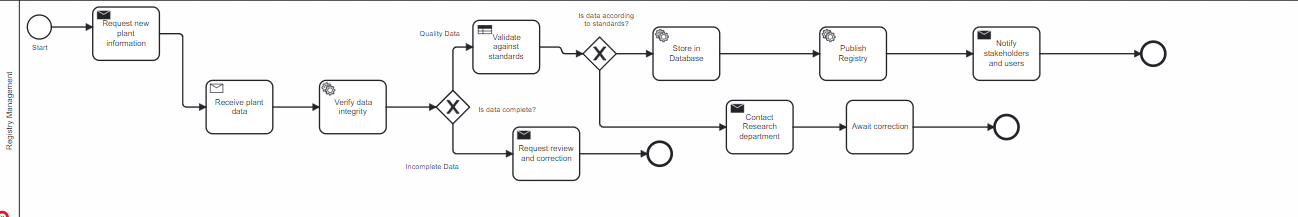 Registry Management
Start
Request new
plant
information
Receive plant
data
Verify data
integrity
Is data complete?
Quality Data
Incomplete Data
Validate
against
standards
Request review
and correction
Is data according
to standards?
Store in
Database
Publish
Registry
Notify
stakeholders
and users
Contact
Research
department
Await correction